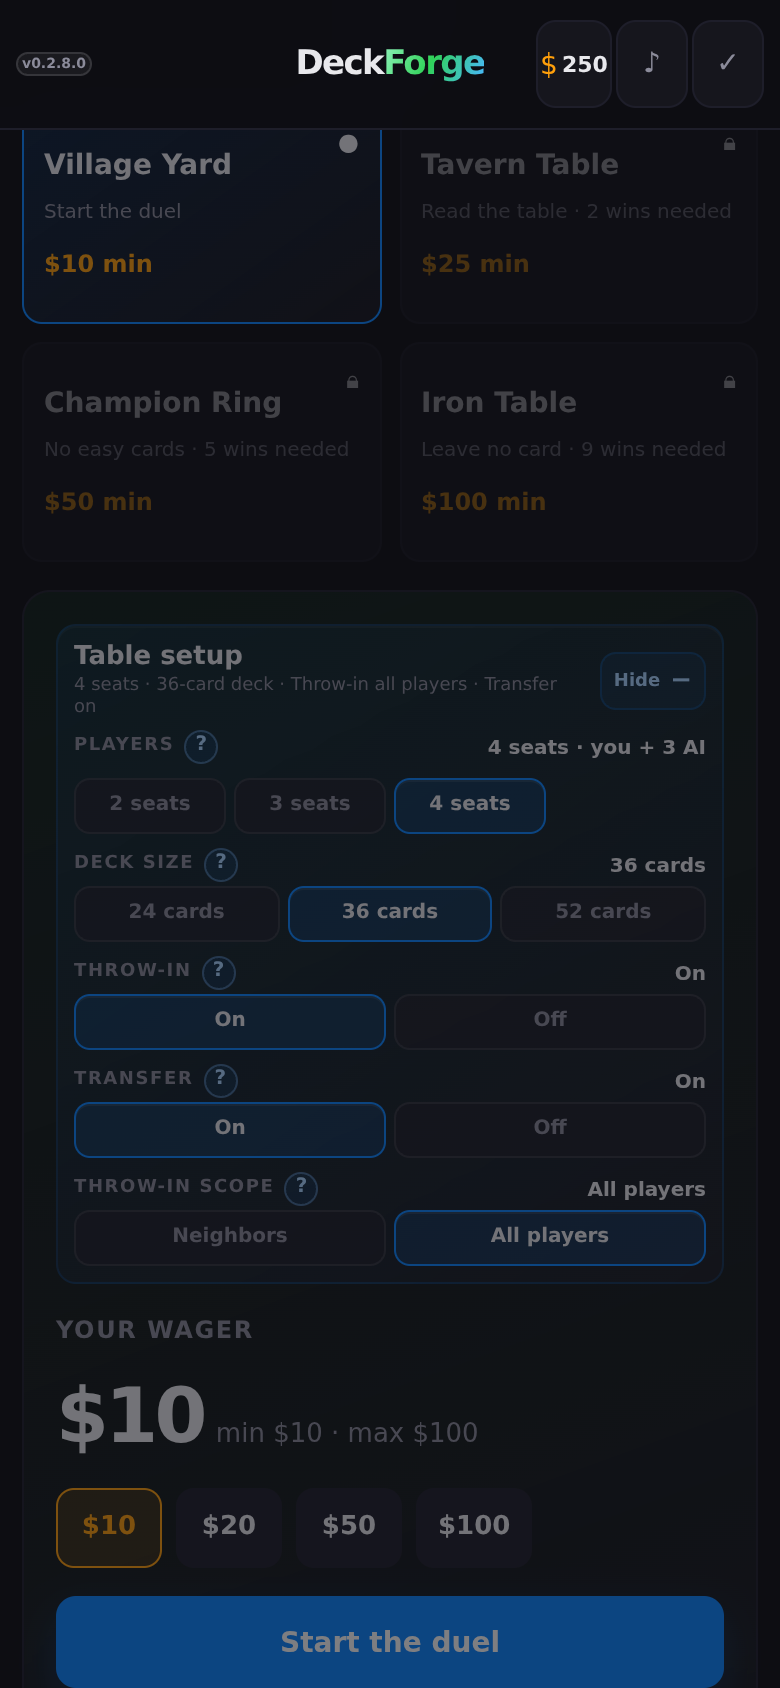 v0.2.8.0
DeckForge
$ 250
♪
✓
Village Yard
Start the duel
$10 min
Tavern Table
Read the table · 2 wins needed
$25 min
Champion Ring
No easy cards · 5 wins needed
$50 min
Iron Table
Leave no card · 9 wins needed
$100 min
Table setup
4 seats · 36-card deck · Throw-in all players · Transfer
on
Hide —
PLAYERS ?
4 seats · you + 3 AI
2 seats
3 seats
4 seats
DECK SIZE ?
36 cards
24 cards
36 cards
52 cards
THROW-IN ?
On
On
Off
TRANSFER ?
On
On
Off
THROW-IN SCOPE ?
All players
Neighbors
All players
YOUR WAGER
$10 min $10 · max $100
$10
$20
$50
$100
Start the duel